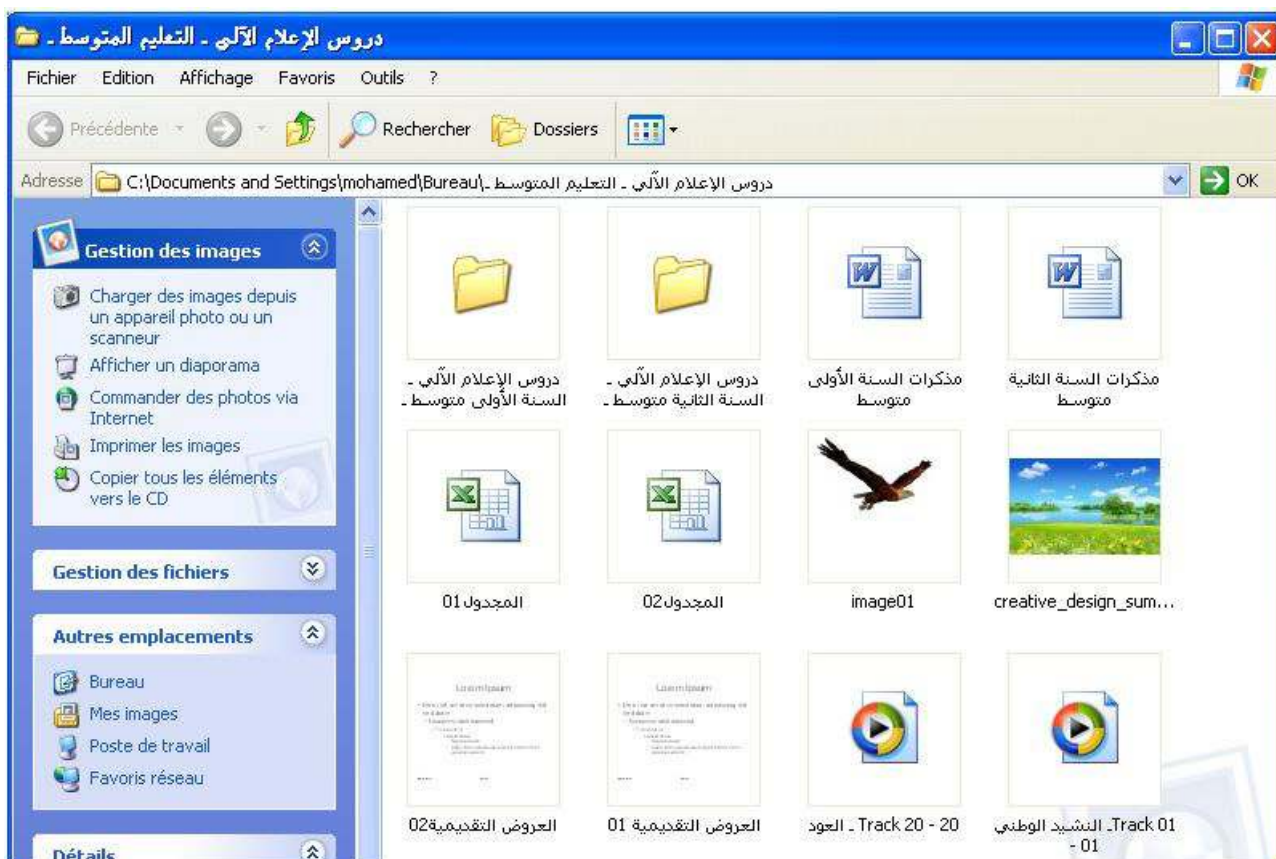 دروس الإعلام الآلي ـ التعليم المتوسط ـ
Fichier Edition Affichage Favoris Outils ?
Précédente Rechercher Dossiers
Adresse C:\Documents and Settings\mohamed\Bureau\دروس الإعلام الآلي ـ التعليم المتوسط ـ OK
Gestion des images
Charger des images depuis
un appareil photo ou un
scanneur
Afficher un diaporama
Commander des photos via
Internet
Imprimer les images
Copier tous les éléments
vers le CD
Gestion des fichiers
Autres emplacements
Bureau
Mes images
Poste de travail
Favoris réseau
Détails
دروس الإعلام الآلي ـ
السنة الأولى متوسط ـ
دروس الإعلام الآلي ـ
السنة الثانية متوسط ـ
مذكرات السنة الأولى
متوسط
مذكرات السنة الثانية
متوسط
المجدول01
المجدول02
image01
creative_design_sum...
Lorem Ipsum
Lorem Ipsum
العروض التقديمية02
العروض التقديمية 01
20 - Track 20 ـ العود
Track 01ـ النشيد الوطني
- 01